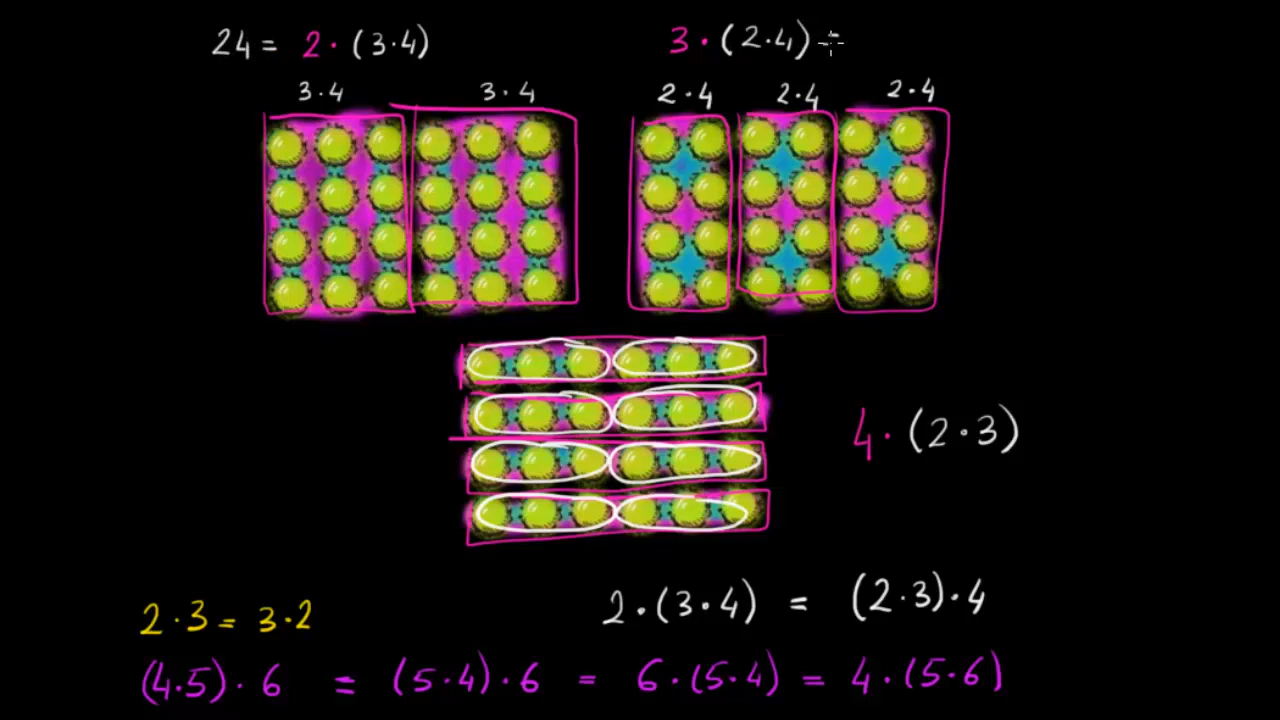 24 = 2 · (3·4)
3 · (2·4) =
3·4 3·4
2·4 2·4 2·4
4 · (2·3)
2·3 = 3·2
2·(3·4) = (2·3)·4
(4·5)·6 = (5·4)·6 = 6·(5·4) = 4·(5·6)